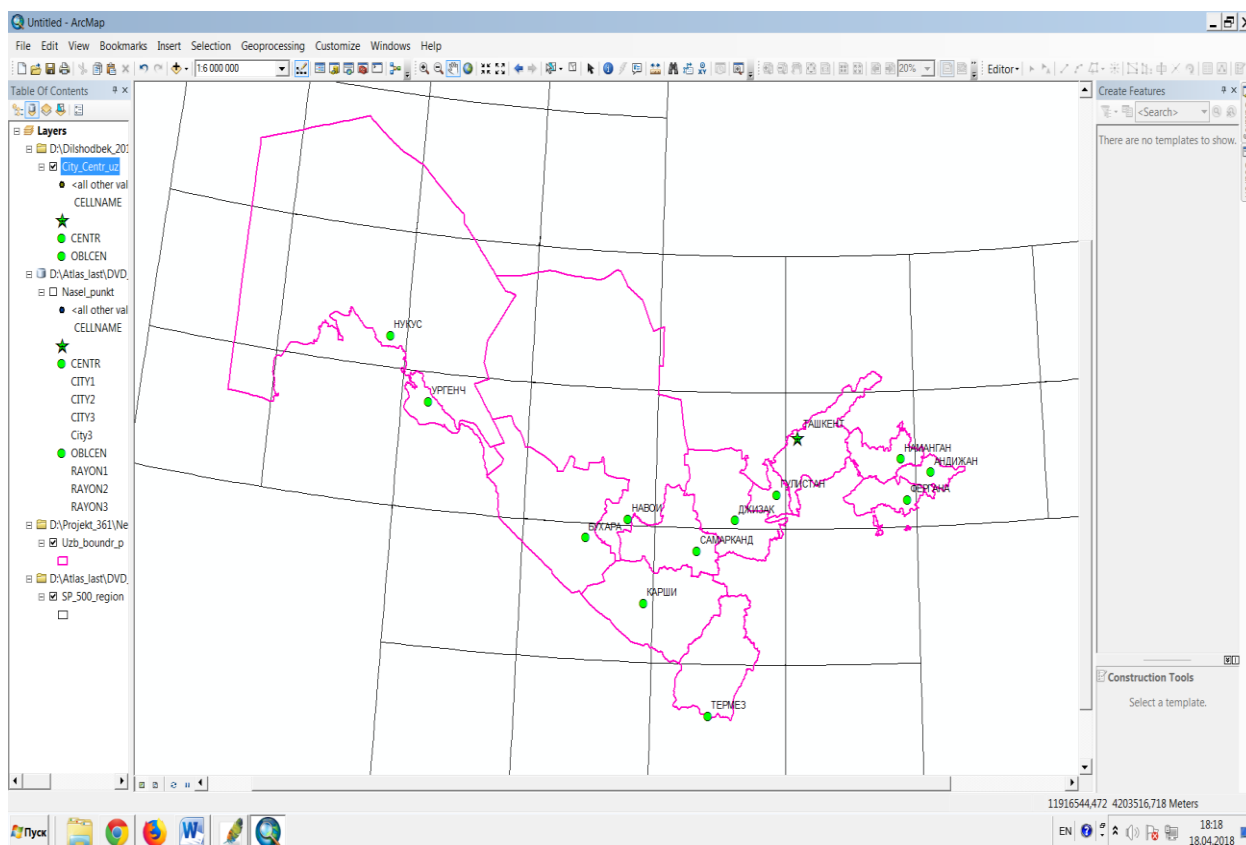 Untitled - ArcMap
File Edit View Bookmarks Insert Selection Geoprocessing Customize Windows Help
1:6 000 000
20%
Editor
Table Of Contents
Layers
D:\Dilshodbek_201
City_Centr_uz
<all other val
CELLNAME
CENTR
OBLCEN
D:\Atlas_last\DVD_
Nasel_punkt
<all other val
CELLNAME
CENTR
CITY1
CITY2
CITY3
City3
OBLCEN
RAYON1
RAYON2
RAYON3
D:\Projekt_361\Ne
Uzb_boundr_p
D:\Atlas_last\DVD_
SP_500_region
НУКУС
УРГЕНЧ
ТАШКЕНТ
НАМАНГАН
АНДИЖАН
ФЕРГАНА
ГУЛИСТАН
НАВОИ
ДЖИЗАК
БУХАРА
САМАРКАНД
КАРШИ
ТЕРМЕЗ
Create Features
<Search>
There are no templates to show.
Construction Tools
Select a template.
11916544,472 4203516,718 Meters
Пуск
EN
18:18
18.04.2018